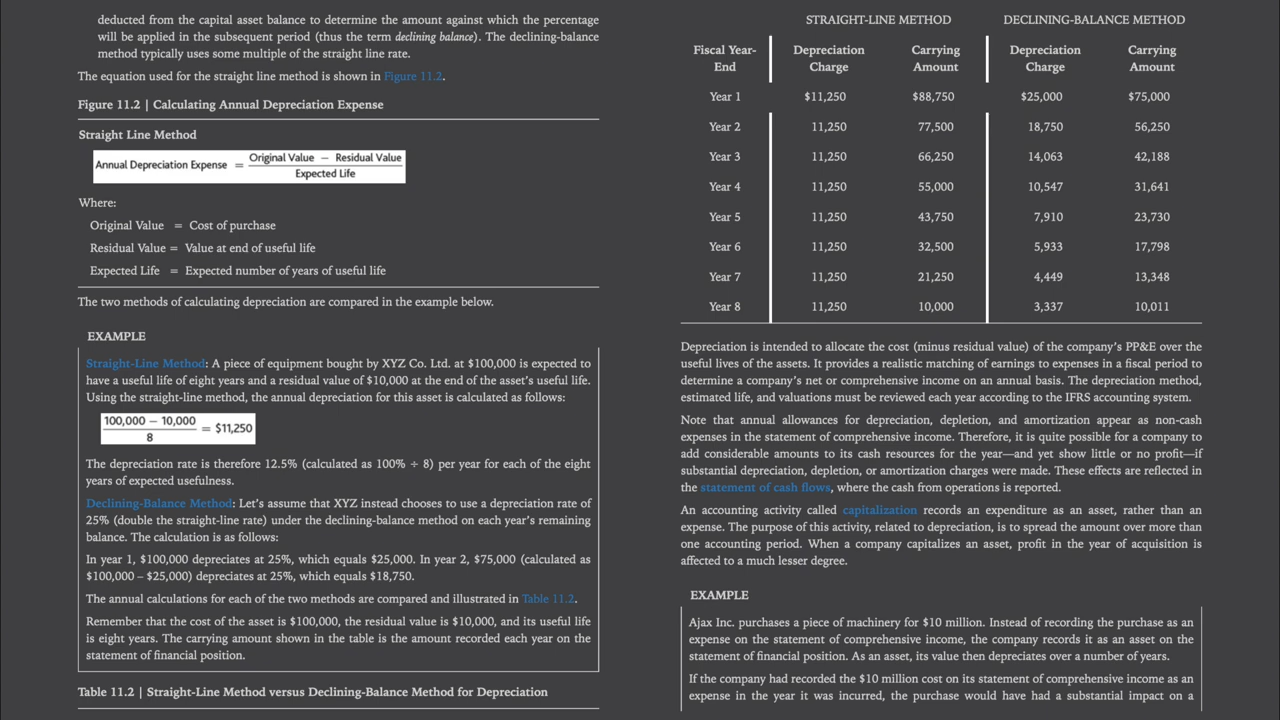 deducted from the capital asset balance to determine the amount against which the percentage
will be applied in the subsequent period (thus the term declining balance). The declining-balance
method typically uses some multiple of the straight line rate.
The equation used for the straight line method is shown in Figure 11.2.
Figure 11.2 | Calculating Annual Depreciation Expense
Straight Line Method
Annual Depreciation Expense = Original Value − Residual Value
Expected Life
Where:
Original Value = Cost of purchase
Residual Value = Value at end of useful life
Expected Life = Expected number of years of useful life
The two methods of calculating depreciation are compared in the example below.
EXAMPLE
Straight-Line Method: A piece of equipment bought by XYZ Co. Ltd. at $100,000 is expected to
have a useful life of eight years and a residual value of $10,000 at the end of the asset’s useful life.
Using the straight-line method, the annual depreciation for this asset is calculated as follows:
100,000 − 10,000
8 = $11,250
The depreciation rate is therefore 12.5% (calculated as 100% ÷ 8) per year for each of the eight
years of expected usefulness.
Declining-Balance Method: Let’s assume that XYZ instead chooses to use a depreciation rate of
25% (double the straight-line rate) under the declining-balance method on each year’s remaining
balance. The calculation is as follows:
In year 1, $100,000 depreciates at 25%, which equals $25,000. In year 2, $75,000 (calculated as
$100,000 – $25,000) depreciates at 25%, which equals $18,750.
The annual calculations for each of the two methods are compared and illustrated in Table 11.2.
Remember that the cost of the asset is $100,000, the residual value is $10,000, and its useful life
is eight years. The carrying amount shown in the table is the amount recorded each year on the
statement of financial position.
Table 11.2 | Straight-Line Method versus Declining-Balance Method for Depreciation
STRAIGHT-LINE METHOD DECLINING-BALANCE METHOD
Fiscal Year- Depreciation Carrying Depreciation Carrying
End Charge Amount Charge Amount
Year 1 $11,250 $88,750 $25,000 $75,000
Year 2 11,250 77,500 18,750 56,250
Year 3 11,250 66,250 14,063 42,188
Year 4 11,250 55,000 10,547 31,641
Year 5 11,250 43,750 7,910 23,730
Year 6 11,250 32,500 5,933 17,798
Year 7 11,250 21,250 4,449 13,348
Year 8 11,250 10,000 3,337 10,011
Depreciation is intended to allocate the cost (minus residual value) of the company’s PP&E over the
useful lives of the assets. It provides a realistic matching of earnings to expenses in a fiscal period to
determine a company’s net or comprehensive income on an annual basis. The depreciation method,
estimated life, and valuations must be reviewed each year according to the IFRS accounting system.
Note that annual allowances for depreciation, depletion, and amortization appear as non-cash
expenses in the statement of comprehensive income. Therefore, it is quite possible for a company to
add considerable amounts to its cash resources for the year—and yet show little or no profit—if
substantial depreciation, depletion, or amortization charges were made. These effects are reflected in
the statement of cash flows, where the cash from operations is reported.
An accounting activity called capitalization records an expenditure as an asset, rather than an
expense. The purpose of this activity, related to depreciation, is to spread the amount over more than
one accounting period. When a company capitalizes an asset, profit in the year of acquisition is
affected to a much lesser degree.
EXAMPLE
Ajax Inc. purchases a piece of machinery for $10 million. Instead of recording the purchase as an
expense on the statement of comprehensive income, the company records it as an asset on the
statement of financial position. As an asset, its value then depreciates over a number of years.
If the company had recorded the $10 million cost on its statement of comprehensive income as an
expense in the year it was incurred, the purchase would have had a substantial impact on a